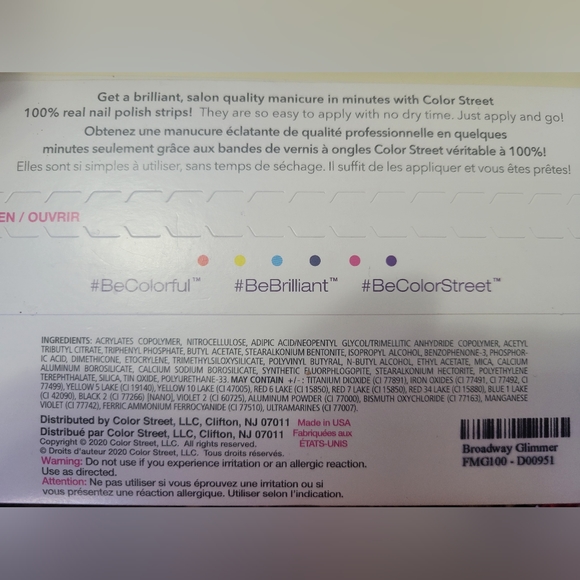 Get a brilliant, salon quality manicure in minutes with Color Street
100% real nail polish strips! They are so easy to apply with no dry time. Just apply and go!
Obtenez une manucure éclatante de qualité professionnelle en quelques
minutes seulement grâce aux bandes de vernis à ongles Color Street véritable à 100%!
Elles sont si simples à utiliser, sans temps de séchage. Il suffit de les appliquer et vous êtes prêtes!
EN / OUVRIR
#BeColorful™ #BeBrilliant™ #BeColorStreet™
INGREDIENTS: ACRYLATES COPOLYMER, NITROCELLULOSE, ADIPIC ACID/NEOPENTYL GLYCOL/TRIMELLITIC ANHYDRIDE COPOLYMER, ACETYL
TRIBUTYL CITRATE, TRIPHENYL PHOSPHATE, BUTYL ACETATE, STEARALKONIUM BENTONITE, ISOPROPYL ALCOHOL, BENZOPHENONE-3, PHOSPHOR-
IC ACID, DIMETHICONE, ETOCRYLENE, TRIMETHYLSILOXYSILICATE, POLYVINYL BUTYRAL, N-BUTYL ALCOHOL, ETHYL ACETATE, MICA, CALCIUM
ALUMINUM BOROSILICATE, CALCIUM SODIUM BOROSILICATE, SYNTHETIC FLUORPHLOGOPITE, STEARALKONIUM HECTORITE, POLYETHYLENE
TEREPHTHALATE, SILICA, TIN OXIDE, POLYURETHANE-33. MAY CONTAIN +/- : TITANIUM DIOXIDE (CI 77891), IRON OXIDES (CI 77491, CI 77492, CI
77499), YELLOW 5 LAKE (CI 19140), YELLOW 10 LAKE (CI 47005), RED 6 LAKE (CI 15850), RED 7 LAKE (CI 15850), RED 34 LAKE (CI 15880), BLUE 1 LAKE
(CI 42090), BLACK 2 (CI 77266) [NANO], VIOLET 2 (CI 60725), ALUMINUM POWDER (CI 77000), BISMUTH OXYCHLORIDE (CI 77163), MANGANESE
VIOLET (CI 77742), FERRIC AMMONIUM FERROCYANIDE (CI 77510), ULTRAMARINES (CI 77007).
Distributed by Color Street, LLC, Clifton, NJ 07011 Made in USA
Distribué par Color Street, LLC, Clifton, NJ 07011 Fabriquées aux
ÉTATS-UNIS
Copyright © 2020 Color Street, LLC. All rights reserved.
© Droits d'auteur 2020 Color Street, LLC. Tous droits réservés.
Warning: Do not use if you experience irritation or an allergic reaction.
Use as directed.
Attention: Ne pas utiliser si vous éprouvez une irritation ou si
vous présentez une réaction allergique. Utiliser selon l'indication.
Broadway Glimmer
FMG100 - D00951